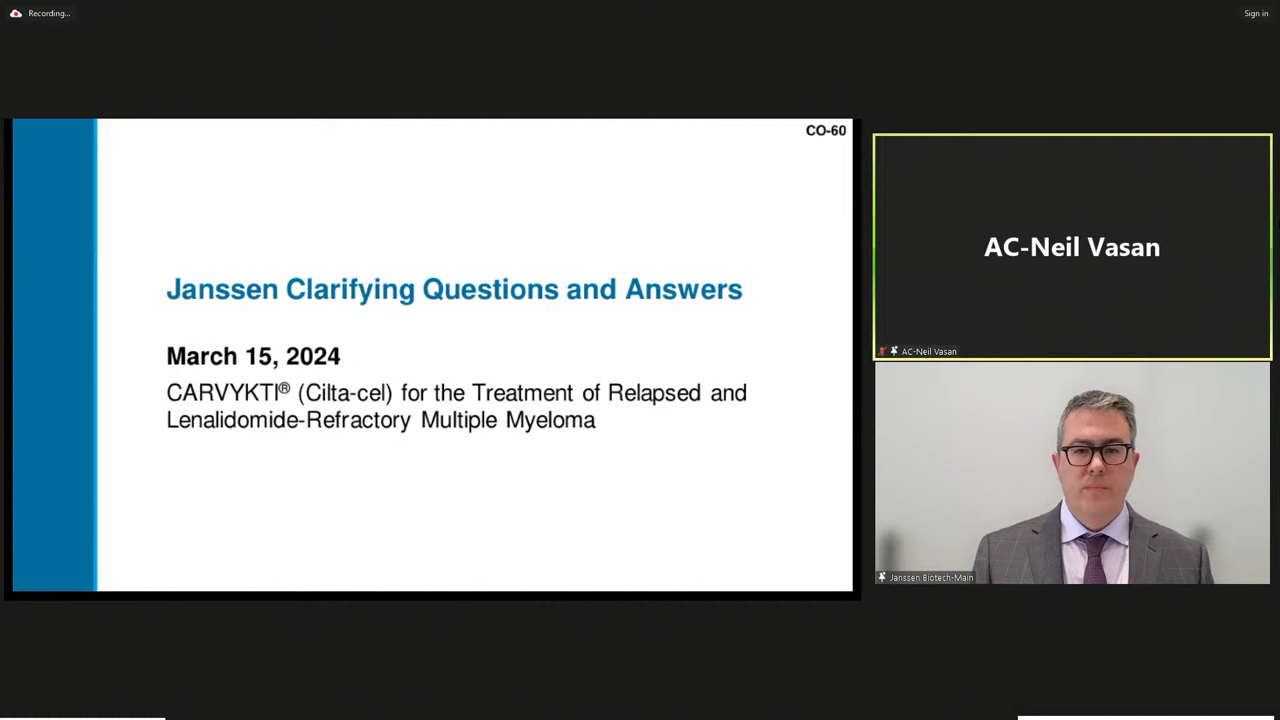 Recording...
Sign in
CO-60
Janssen Clarifying Questions and Answers
March 15, 2024
CARVYKTI® (Cilta-cel) for the Treatment of Relapsed and
Lenalidomide-Refractory Multiple Myeloma
AC-Neil Vasan
AC-Neil Vasan
Janssen Biotech-Main